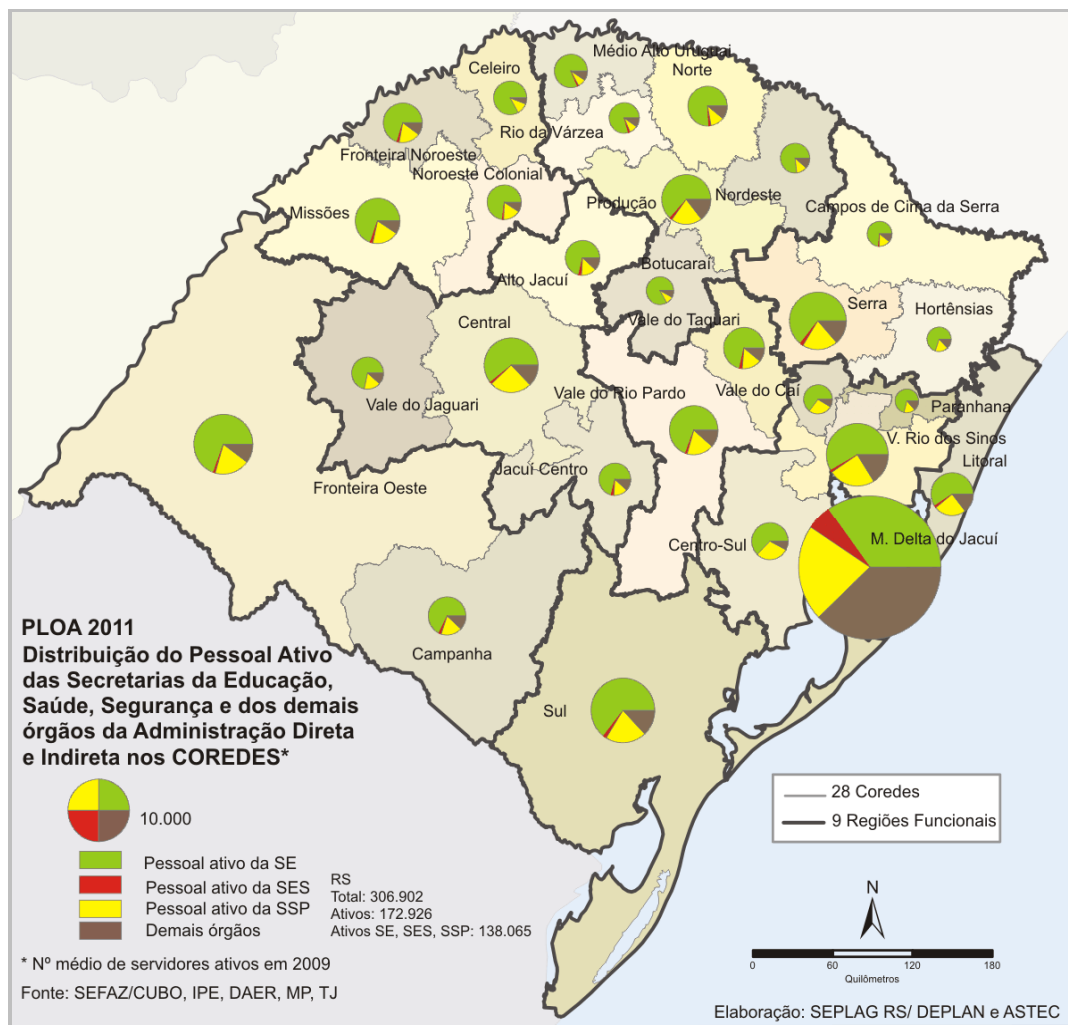 Médio Alto Uruguai
Norte
Celeiro
Rio da Várzea
Fronteira Noroeste
Noroeste Colonial
Missões
Produção
Nordeste
Campos de Cima da Serra
Alto Jacuí
Botucaraí
Vale do Taquari
Serra
Hortênsias
Central
Vale do Jaguari
Vale do Rio Pardo
Vale do Caí
Paranhana
V. Rio dos Sinos
Litoral
Jacuí Centro
Fronteira Oeste
Centro-Sul
M. Delta do Jacuí
Campanha
Sul
PLOA 2011
Distribuição do Pessoal Ativo
das Secretarias da Educação,
Saúde, Segurança e dos demais
órgãos da Administração Direta
e Indireta nos COREDES*
10.000
Pessoal ativo da SE
Pessoal ativo da SES
Pessoal ativo da SSP
Demais órgãos
RS
Total: 306.902
Ativos: 172.926
Ativos SE, SES, SSP: 138.065
* Nº médio de servidores ativos em 2009
Fonte: SEFAZ/CUBO, IPE, DAER, MP, TJ
28 Coredes
9 Regiões Funcionais
N
0 60 120 180
Quilômetros
Elaboração: SEPLAG RS/ DEPLAN e ASTEC